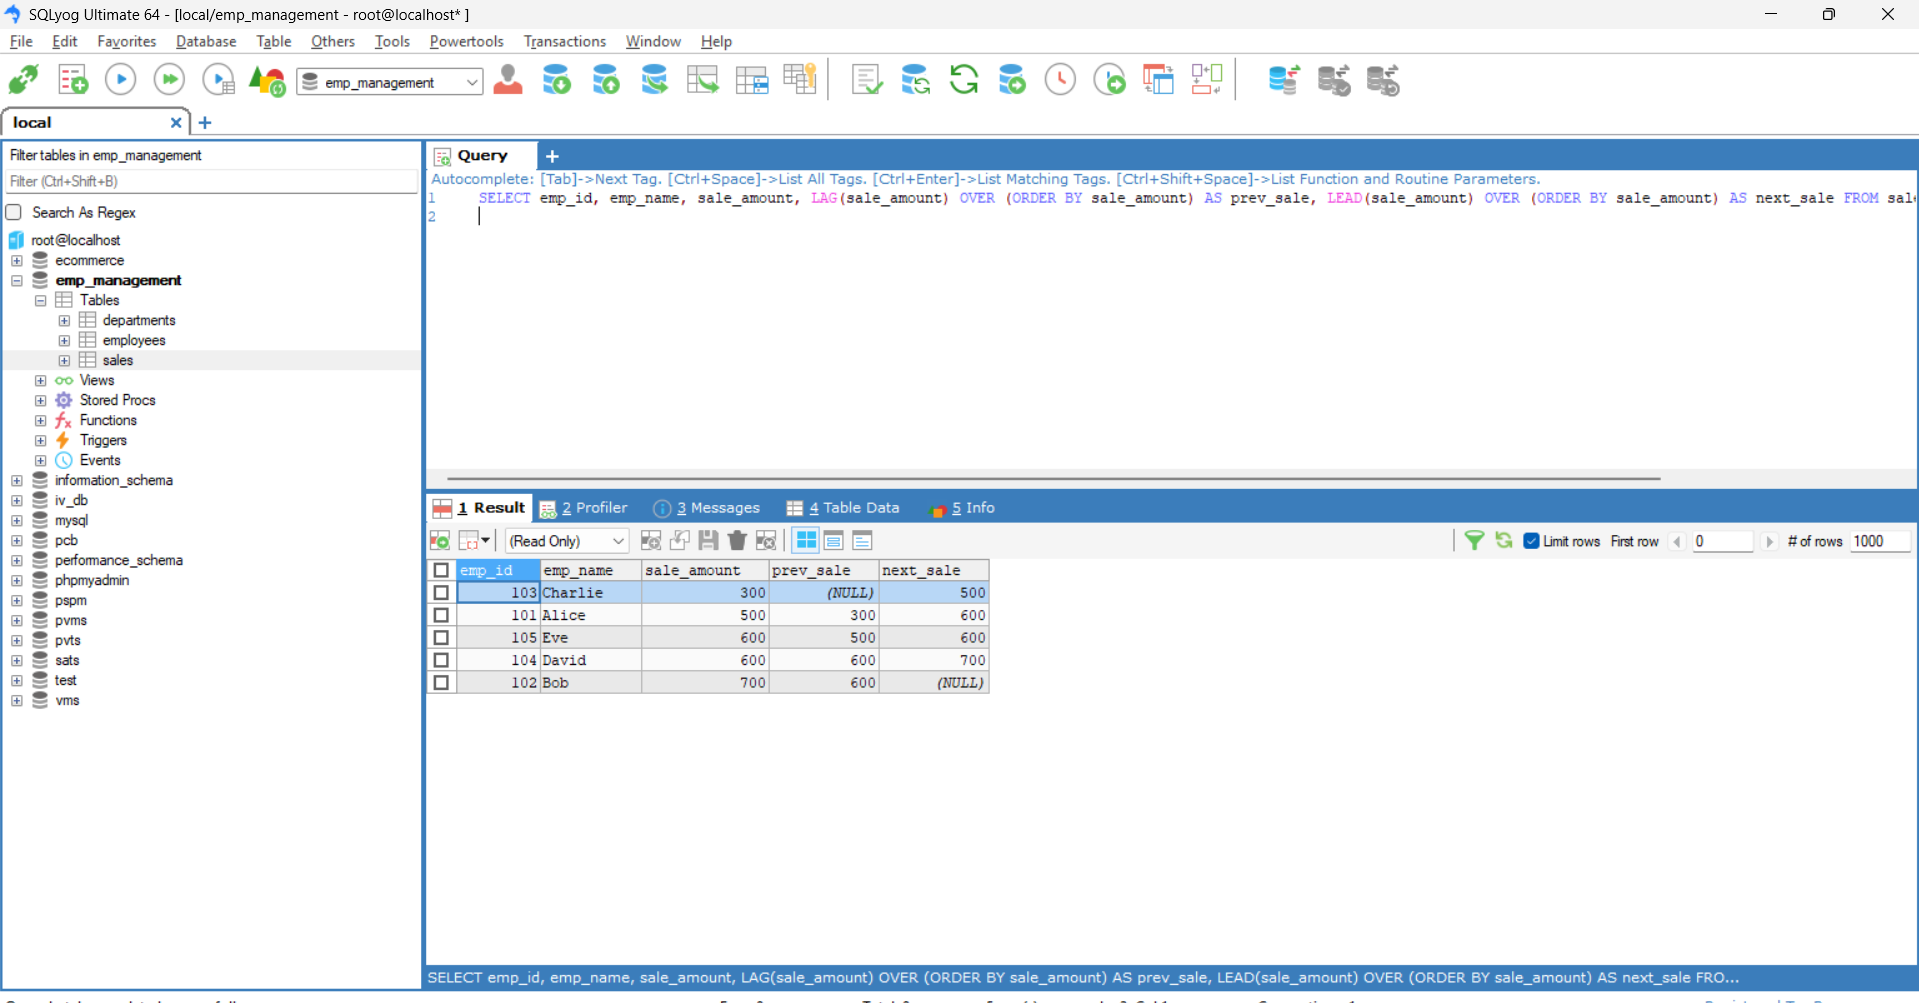 SQLyog Ultimate 64 - [local/emp_management - root@localhost* ]
File Edit Favorites Database Table Others Tools Powertools Transactions Window Help
emp_management
local
Filter tables in emp_management
Filter (Ctrl+Shift+B)
Search As Regex
root@localhost
ecommerce
emp_management
Tables
departments
employees
sales
Views
Stored Procs
Functions
Triggers
Events
information_schema
iv_db
mysql
pcb
performance_schema
phpmyadmin
pspm
pvms
pvts
sats
test
vms
Query
Autocomplete: [Tab]->Next Tag. [Ctrl+Space]->List All Tags. [Ctrl+Enter]->List Matching Tags. [Ctrl+Shift+Space]->List Function and Routine Parameters.
1 SELECT emp_id, emp_name, sale_amount, LAG(sale_amount) OVER (ORDER BY sale_amount) AS prev_sale, LEAD(sale_amount) OVER (ORDER BY sale_amount) AS next_sale FROM
2
1 Result 2 Profiler 3 Messages 4 Table Data 5 Info
(Read Only) Limit rows First row 0 # of rows 1000
emp_id emp_name sale_amount prev_sale next_sale
103 Charlie 300 (NULL) 500
101 Alice 500 300 600
105 Eve 600 500 600
104 David 600 600 700
102 Bob 700 600 (NULL)
SELECT emp_id, emp_name, sale_amount, LAG(sale_amount) OVER (ORDER BY sale_amount) AS prev_sale, LEAD(sale_amount) OVER (ORDER BY sale_amount) AS next_sale FRO...